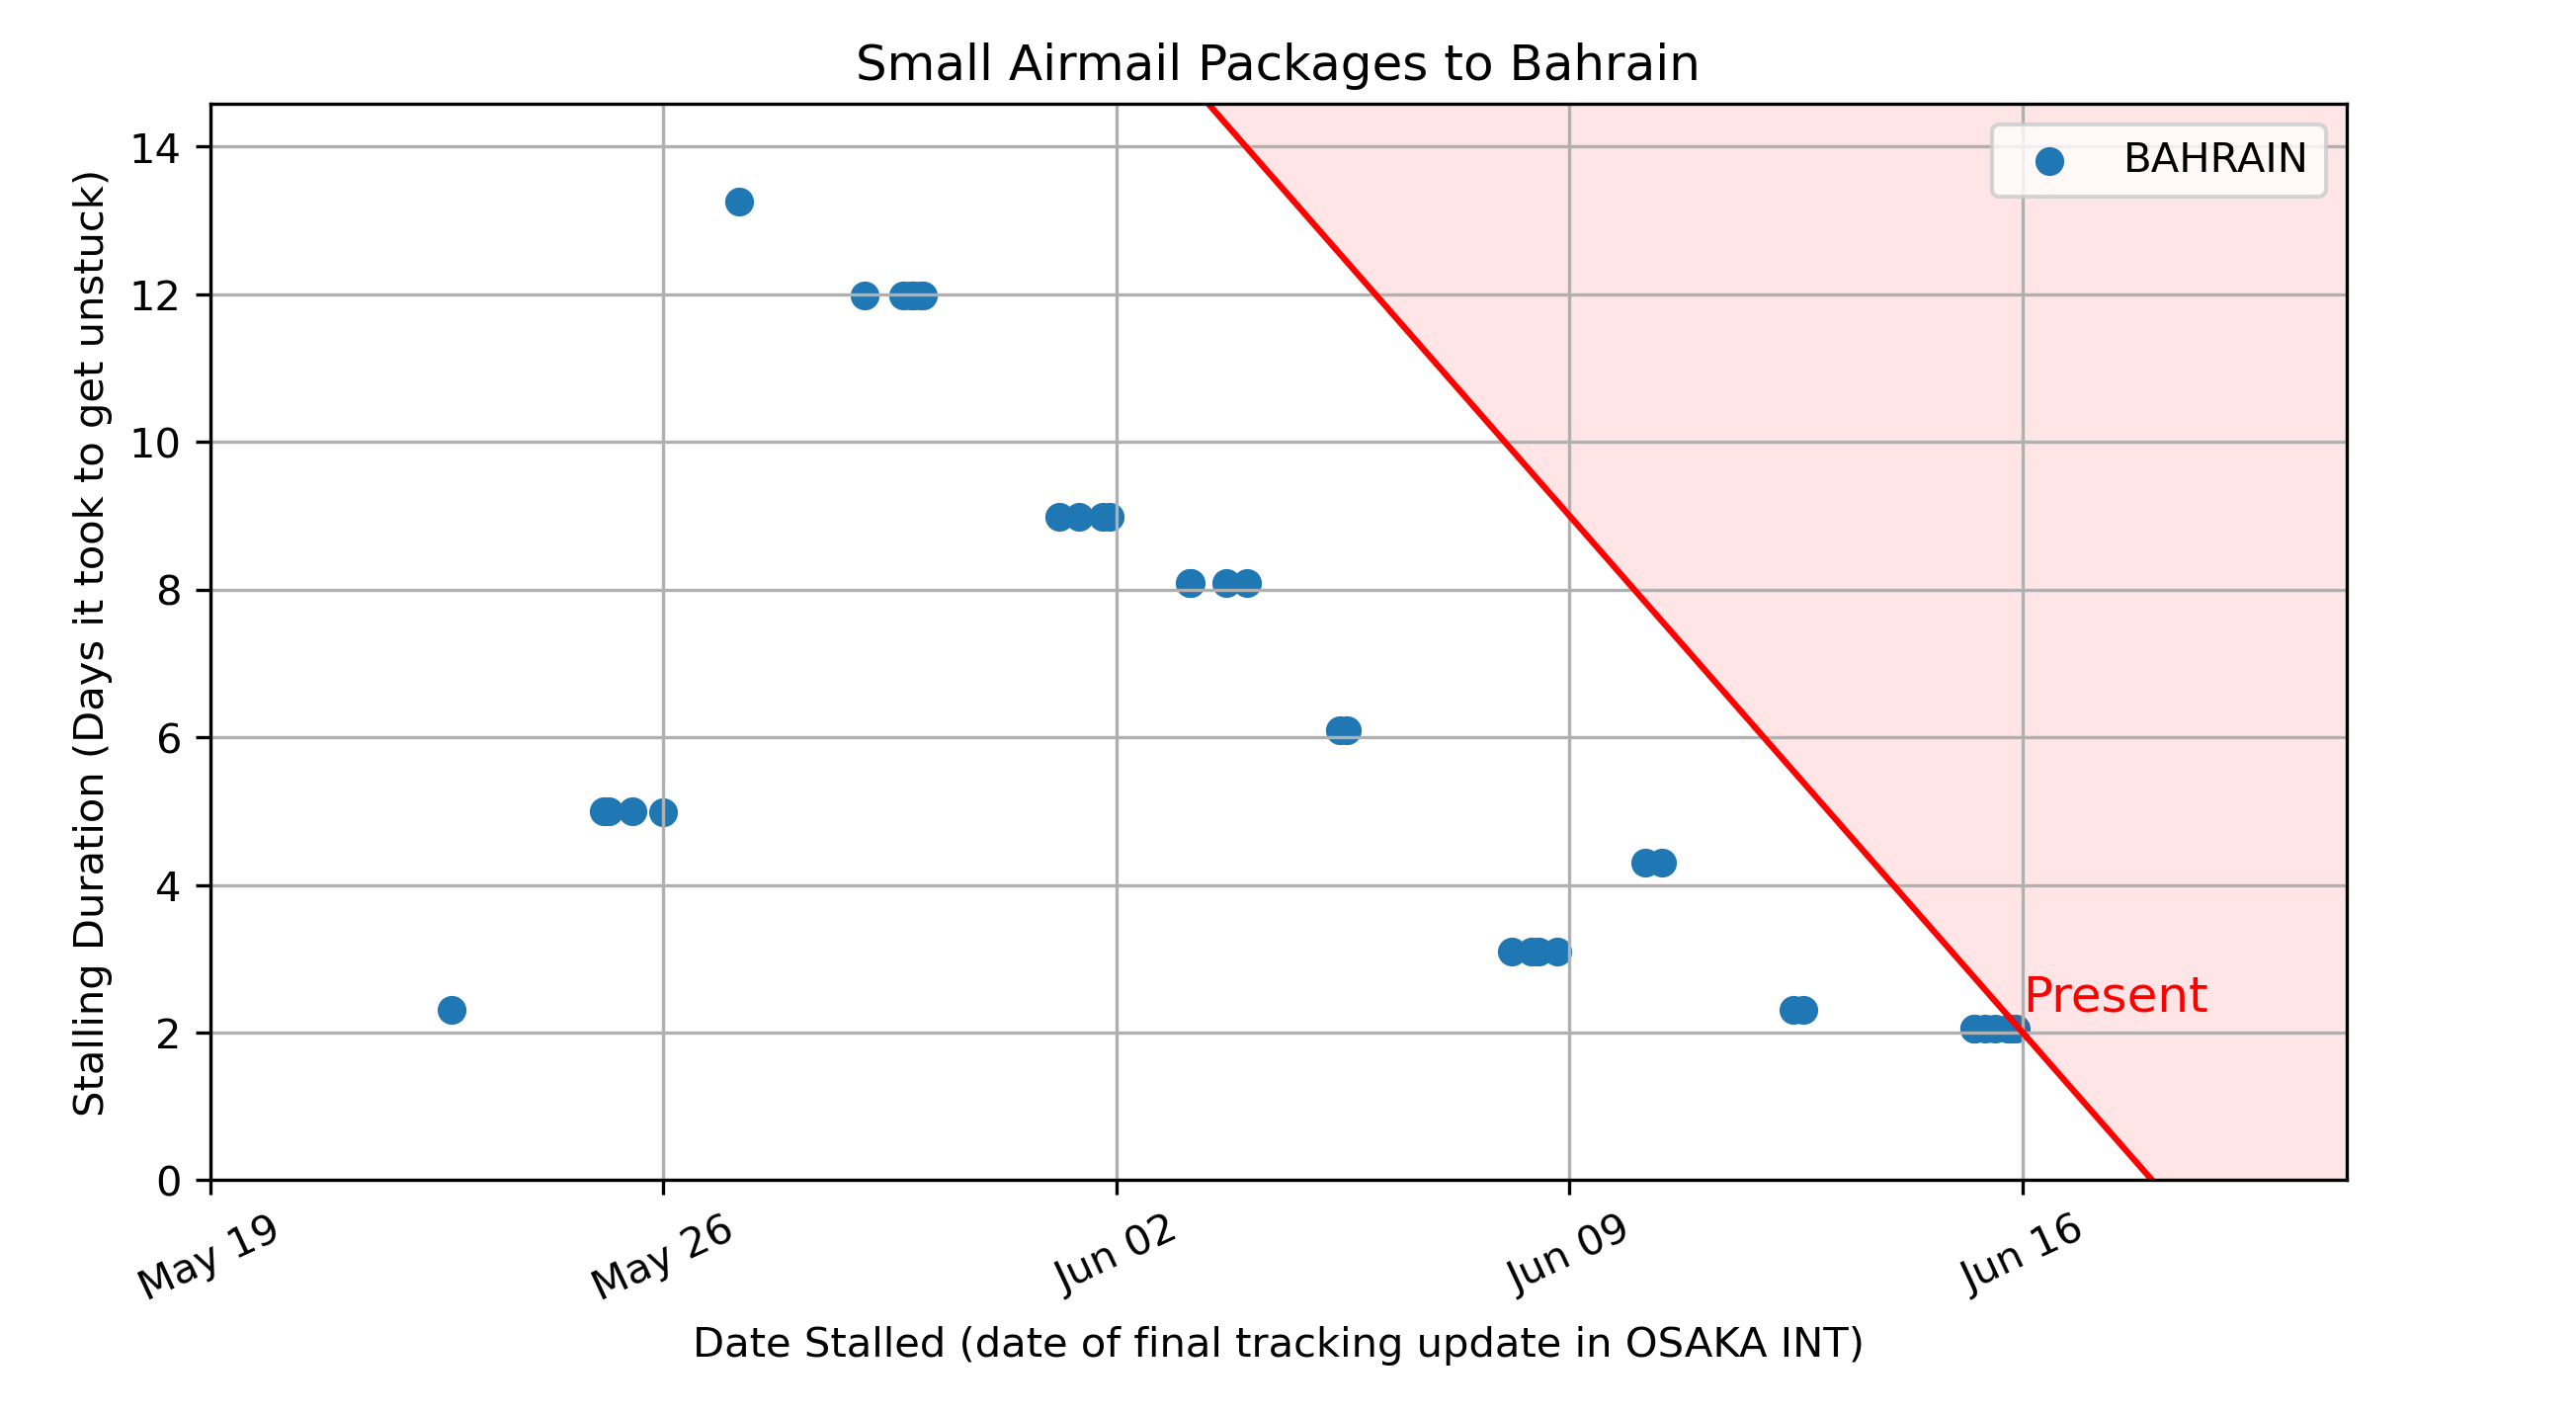 Small Airmail Packages to Bahrain
BAHRAIN
Stalling Duration (Days it took to get unstuck)
14
12
10
8
6
4
2
0
Present
May 19
May 26
Jun 02
Jun 09
Jun 16
Date Stalled (date of final tracking update in OSAKA INT)